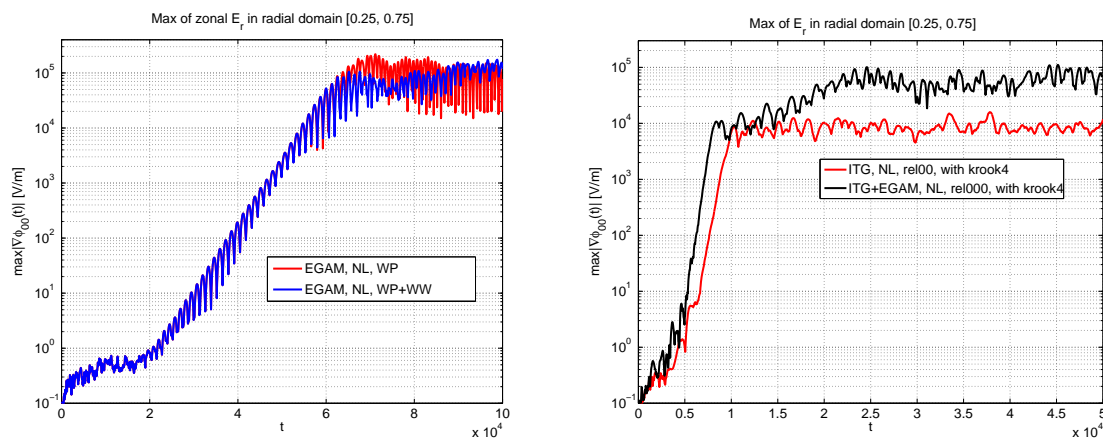 Max of zonal E_r in radial domain [0.25, 0.75]
max|∇ϕ_00(t)| [V/m]
10^5
10^4
10^3
10^2
10^1
10^0
10^−1
EGAM, NL, WP
EGAM, NL, WP+WW
0 2 4 6 8 10
t
x 10^4
Max of E_r in radial domain [0.25, 0.75]
max|∇ϕ_00(t)| [V/m]
10^5
10^4
10^3
10^2
10^1
10^0
10^−1
ITG, NL, rel00, with krook4
ITG+EGAM, NL, rel000, with krook4
0 0.5 1 1.5 2 2.5 3 3.5 4 4.5 5
t
x 10^4